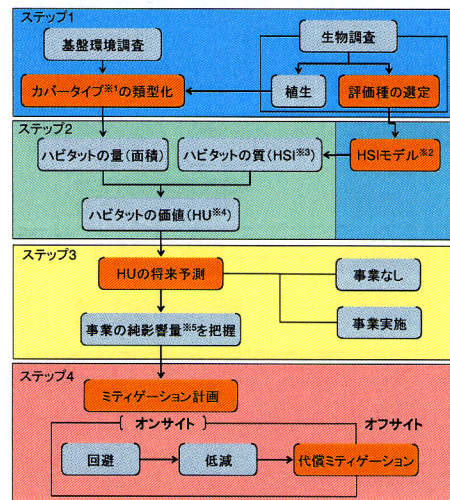 ステップ1
基盤環境調査
生物調査
カバータイプ※1の類型化
植生
評価種の選定
ステップ2
ハビタットの量(面積)
ハビタットの質(HSI※3)
HSIモデル※2
ハビタットの価値(HU※4)
ステップ3
HUの将来予測
事業なし
事業の純影響量※5を把握
事業実施
ステップ4
ミティゲーション計画
オンサイト
オフサイト
回避
低減
代償ミティゲーション